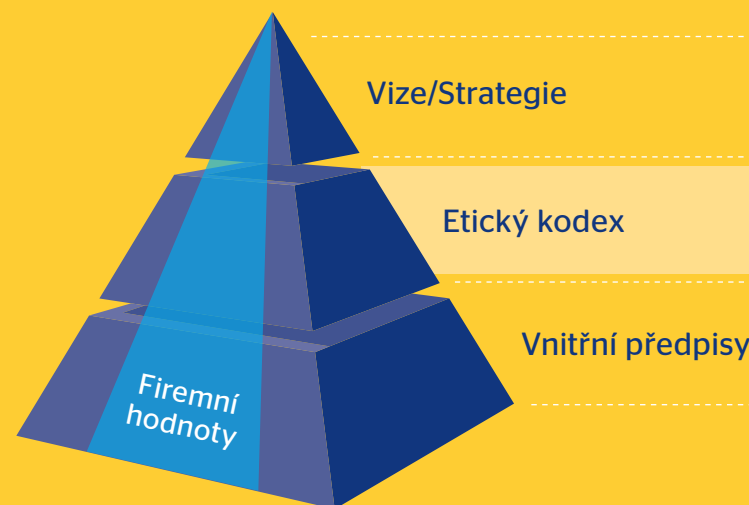 Vize/Strategie
Etický kodex
Vnitřní předpisy
Firemní
hodnoty